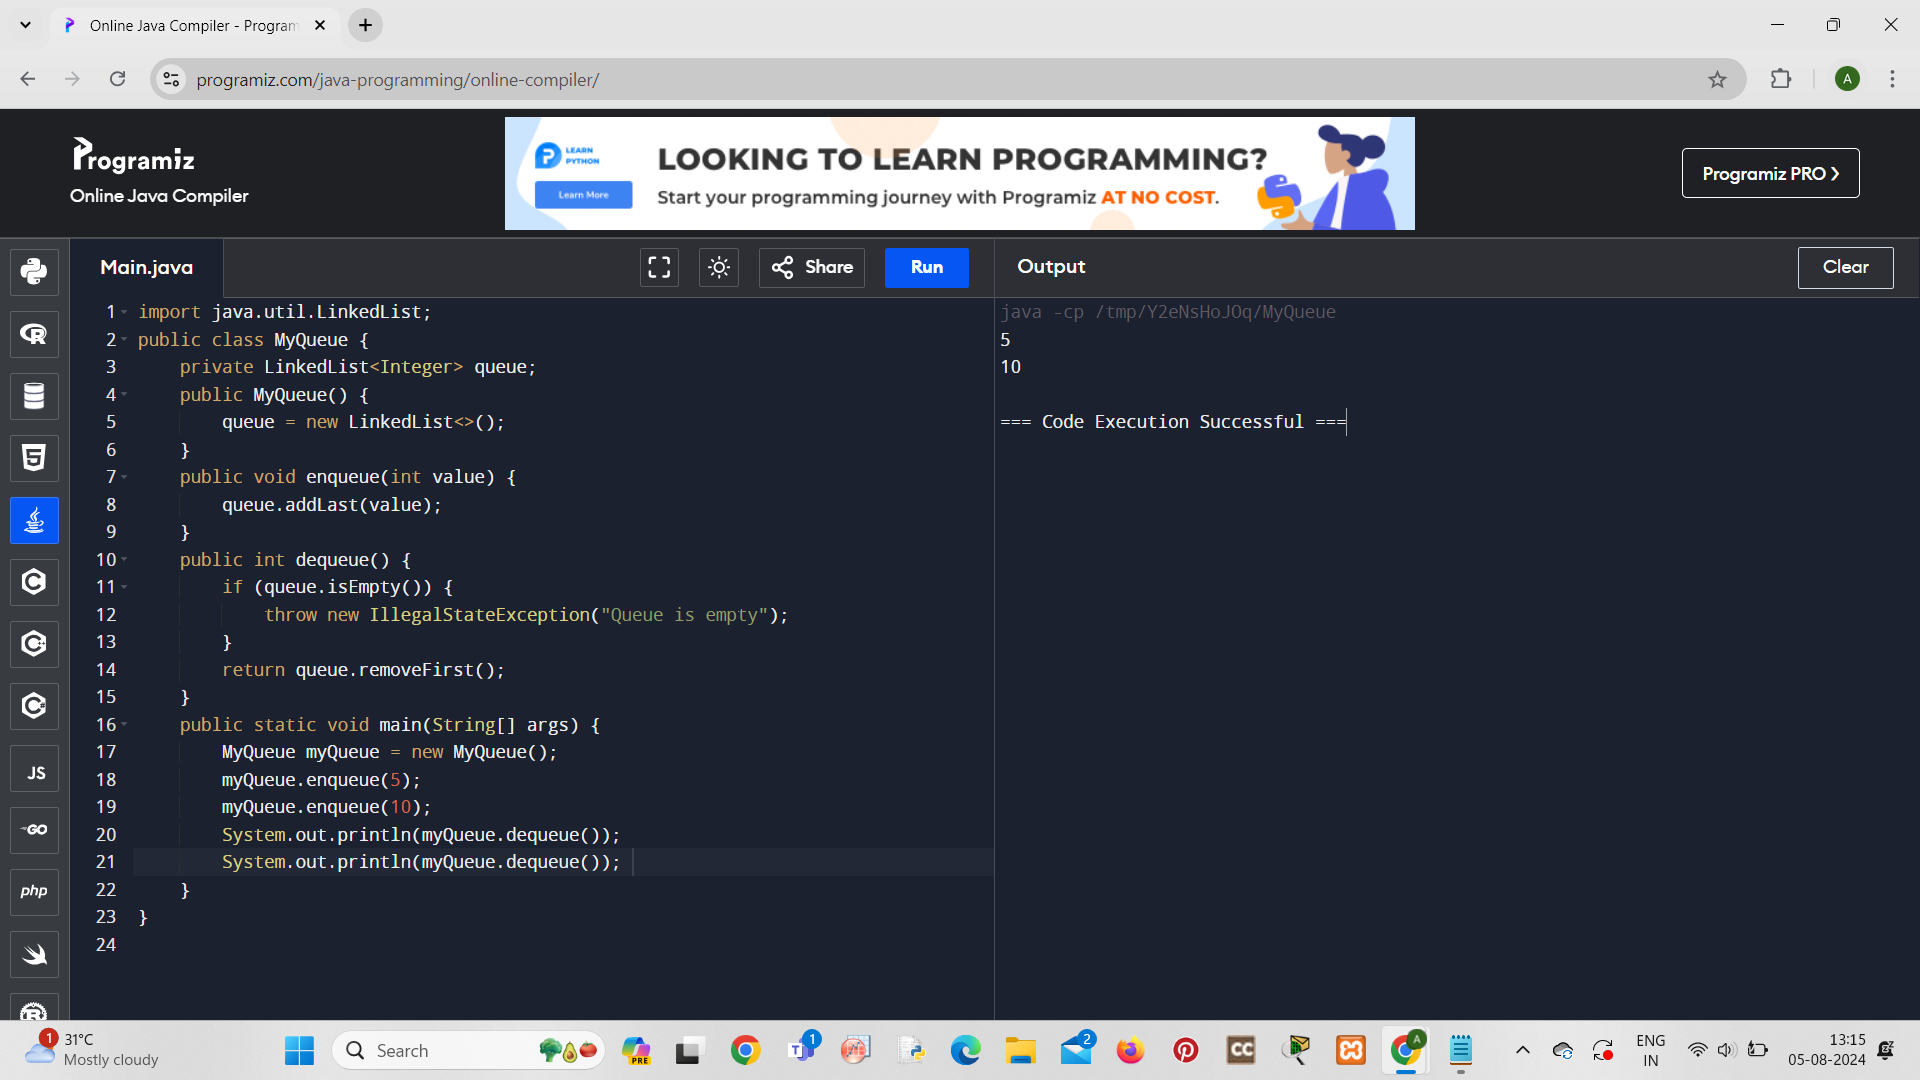 Online Java Compiler - Program
programiz.com/java-programming/online-compiler/
A
Programiz
Online Java Compiler
LEARN
PYTHON
Learn More
LOOKING TO LEARN PROGRAMMING?
Start your programming journey with Programiz AT NO COST.
Programiz PRO
Main.java
Share
Run
Output
Clear
1 import java.util.LinkedList;
2 public class MyQueue {
3 private LinkedList<Integer> queue;
4 public MyQueue() {
5 queue = new LinkedList<>();
6 }
7 public void enqueue(int value) {
8 queue.addLast(value);
9 }
10 public int dequeue() {
11 if (queue.isEmpty()) {
12 throw new IllegalStateException("Queue is empty");
13 }
14 return queue.removeFirst();
15 }
16 public static void main(String[] args) {
17 MyQueue myQueue = new MyQueue();
18 myQueue.enqueue(5);
19 myQueue.enqueue(10);
20 System.out.println(myQueue.dequeue());
21 System.out.println(myQueue.dequeue());
22 }
23 }
24
java -cp /tmp/Y2eNsHoJOq/MyQueue
5
10
=== Code Execution Successful ===
R
5
C
C
C
JS
GO
php
R
1
31°C
Mostly cloudy
Search
PRE
T
1
2
CC
A
ENG
IN
13:15
05-08-2024